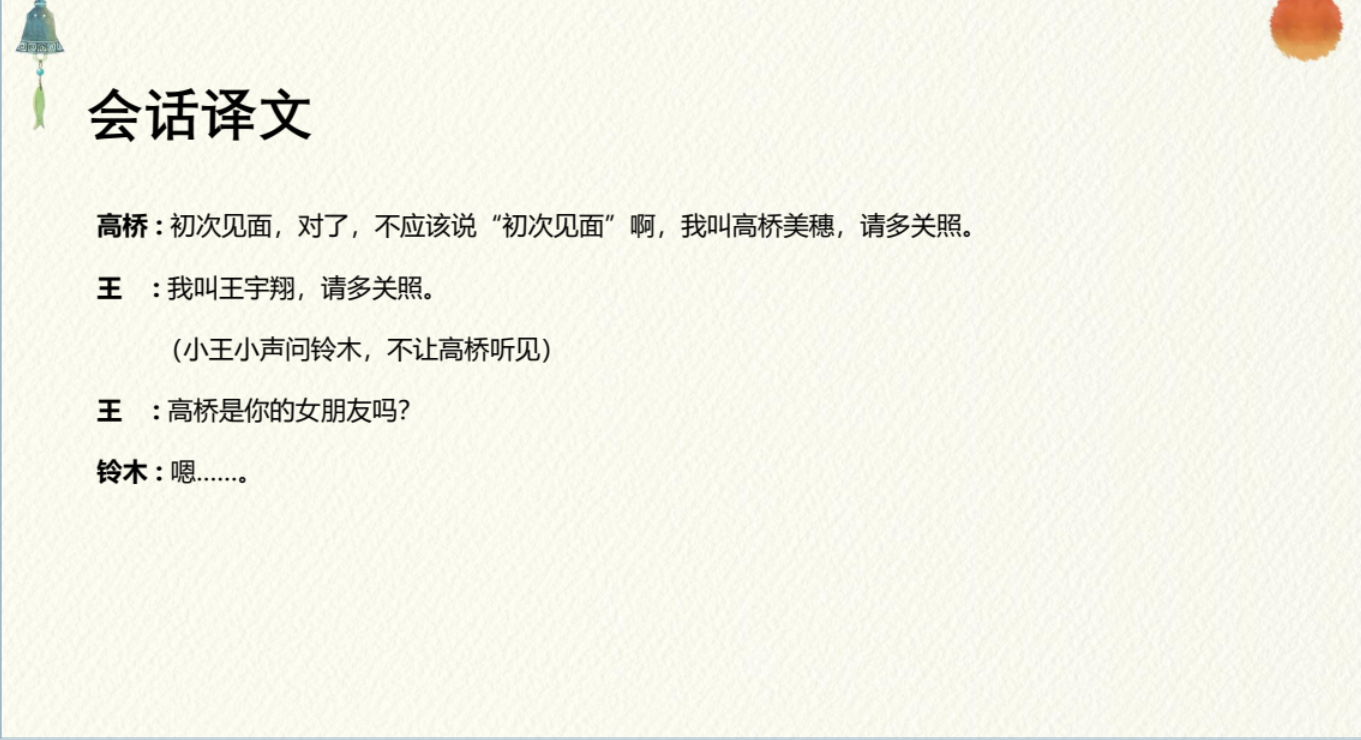 会话译文
高桥：初次见面，对了，不应该说“初次见面”啊，我叫高桥美穗，请多关照。
王　：我叫王宇翔，请多关照。
（小王小声问铃木，不让高桥听见）
王　：高桥是你的女朋友吗？
铃木：嗯……。